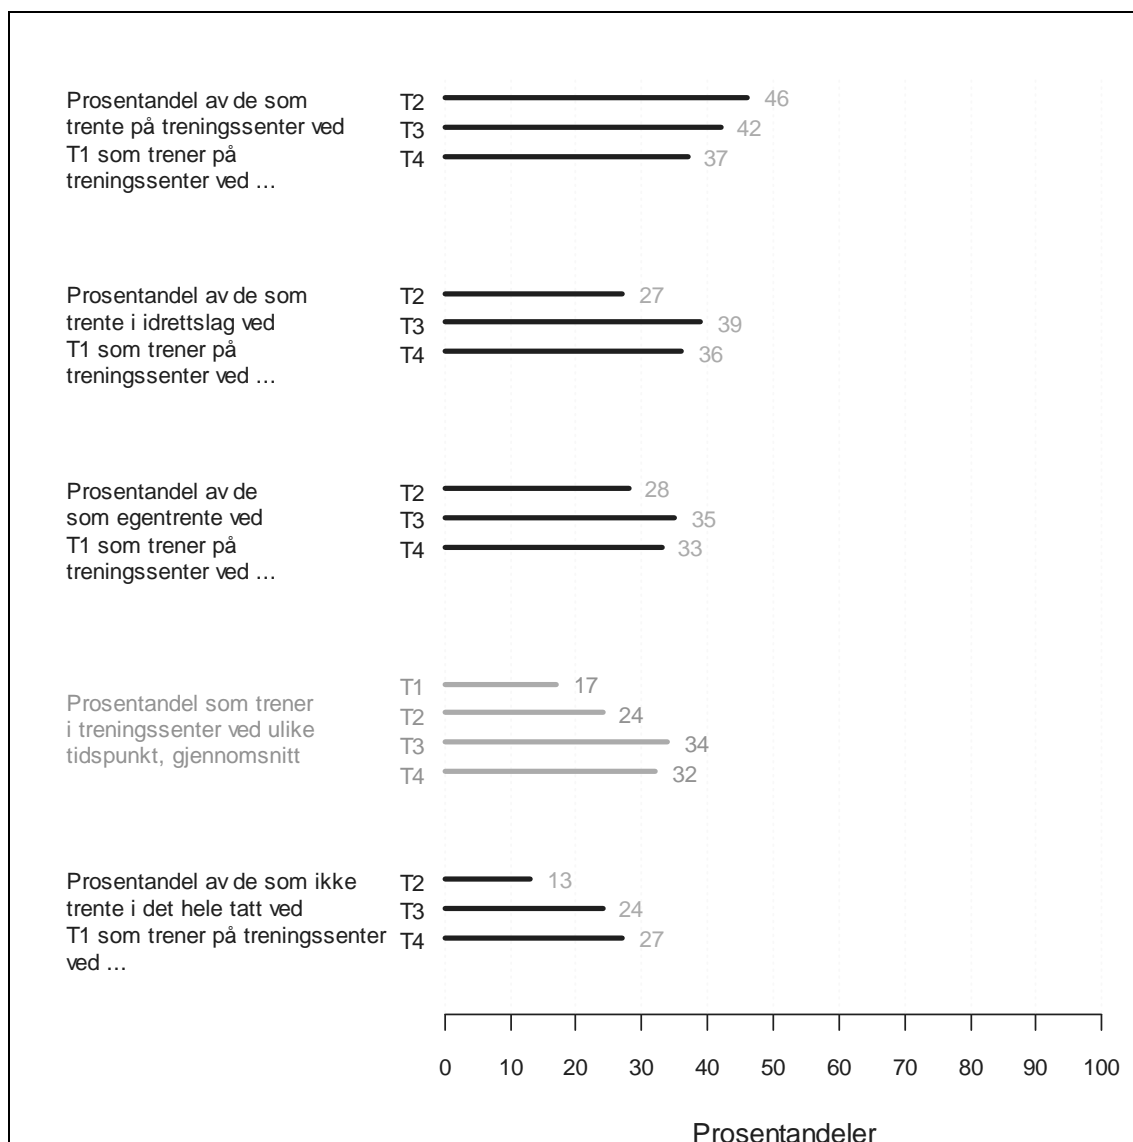 Prosentandel av de som
trente på treningssenter ved
T1 som trener på
treningssenter ved ...
T2 46
T3 42
T4 37
Prosentandel av de som
trente i idrettslag ved
T1 som trener på
treningssenter ved ...
T2 27
T3 39
T4 36
Prosentandel av de
som egentrente ved
T1 som trener på
treningssenter ved ...
T2 28
T3 35
T4 33
Prosentandel som trener
i treningssenter ved ulike
tidspunkt, gjennomsnitt
T1 17
T2 24
T3 34
T4 32
Prosentandel av de som ikke
trente i det hele tatt ved
T1 som trener på treningssenter
ved ...
T2 13
T3 24
T4 27
0 10 20 30 40 50 60 70 80 90 100
Prosentandeler